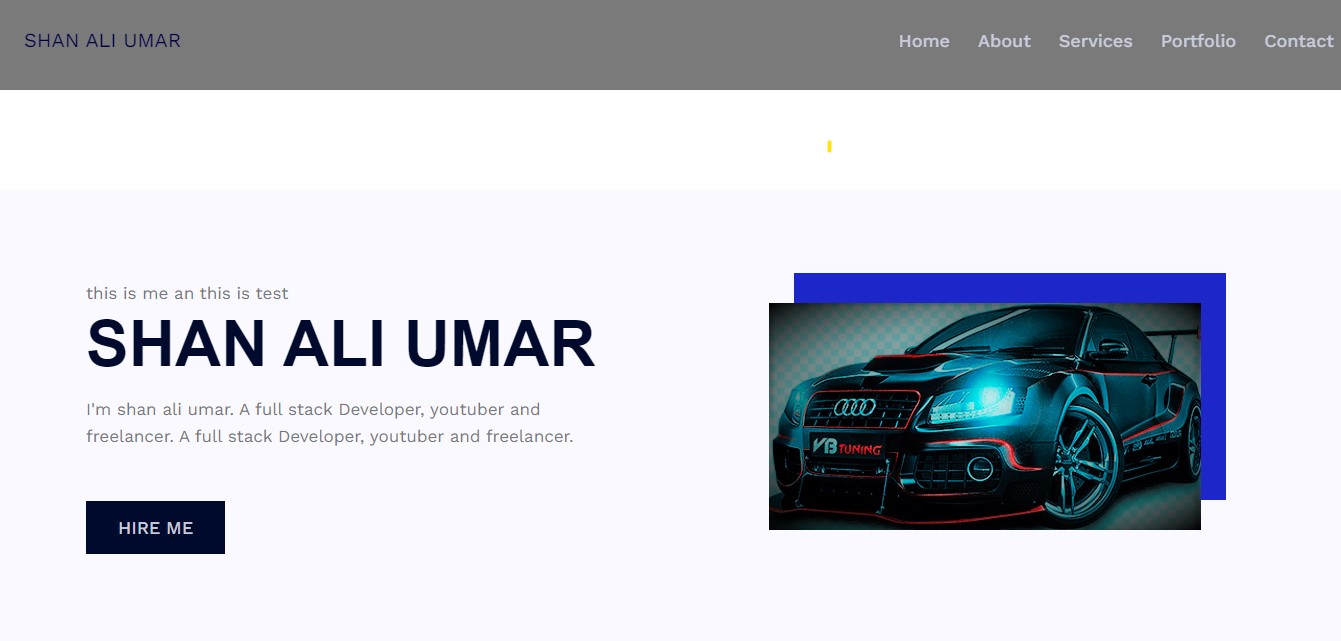 SHAN ALI UMAR
Home About Services Portfolio Contact
this is me an this is test
SHAN ALI UMAR
I'm shan ali umar. A full stack Developer, youtuber and
freelancer. A full stack Developer, youtuber and freelancer.
HIRE ME
VB TUNING